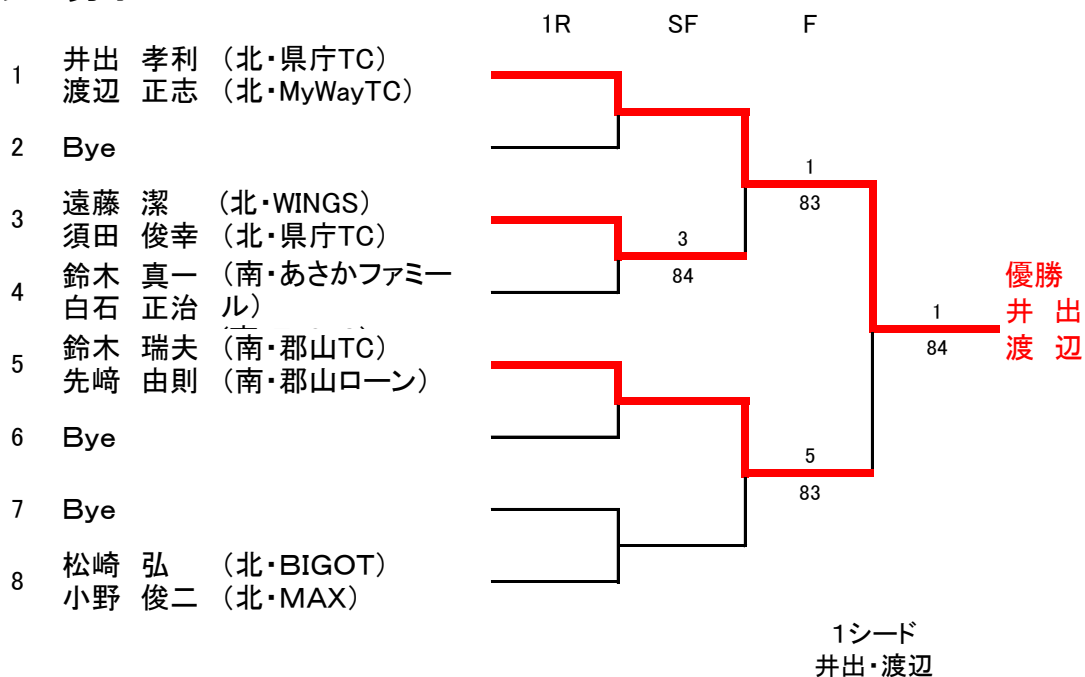 1R SF F
1 井出 孝利 (北・県庁TC)
渡辺 正志 (北・MyWayTC)
2 Bye
3 遠藤 潔 (北・WINGS)
須田 俊幸 (北・県庁TC)
4 鈴木 真一 (南・あさかファミー
白石 正治 ル)
5 鈴木 瑞夫 (南・郡山TC)
先﨑 由則 (南・郡山ローン)
6 Bye
7 Bye
8 松崎 弘 (北・BIGOT)
小野 俊二 (北・MAX)
3
84
1
83
5
83
1
84
優勝
井 出
渡 辺
1シード
井出・渡辺